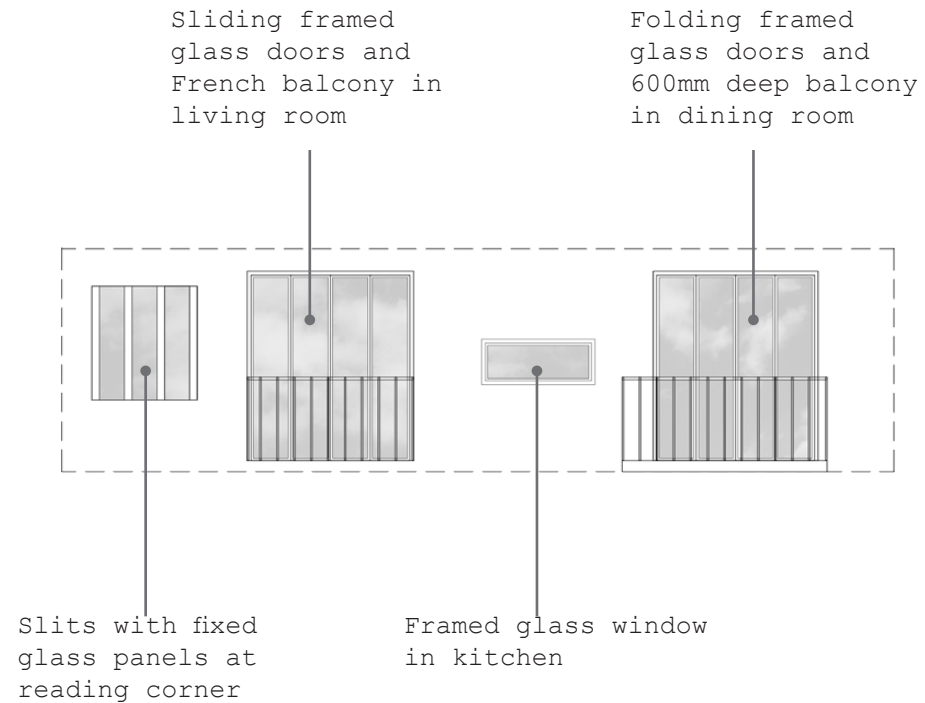 Sliding framed
glass doors and
French balcony in
living room
Folding framed
glass doors and
600mm deep balcony
in dining room
Slits with fixed
glass panels at
reading corner
Framed glass window
in kitchen